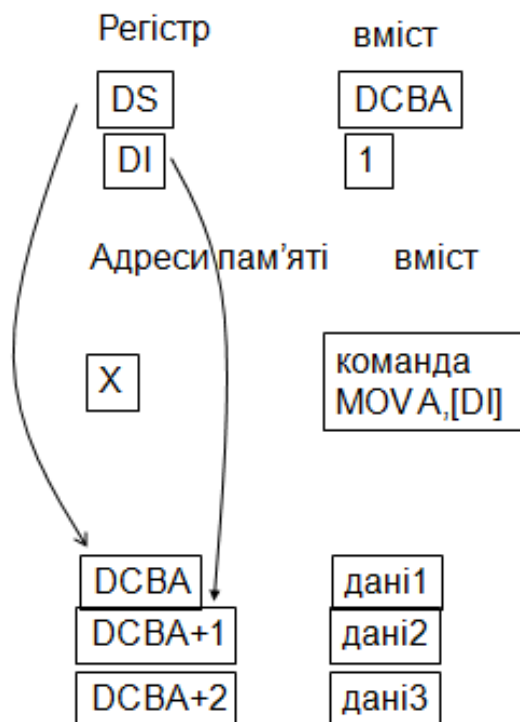 Регістр вміст
DS DCBA
DI 1
Адреси пам’яті вміст
X
команда
MOV A,[DI]
DCBA дані1
DCBA+1 дані2
DCBA+2 дані3